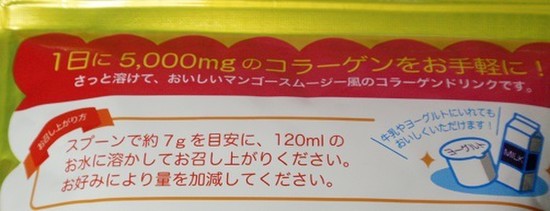 1日に5,000mgのコラーゲンをお手軽に!
さっと溶けて、おいしいマンゴースムージー風のコラーゲンドリンクです。
お召し上がり方
スプーンで約7gを目安に、120mlの
お水に溶かしてお召し上がりください。
お好みにより量を加減してください。
牛乳やヨーグルトにいれても
おいしくいただけます!
ヨーグルト
MILK